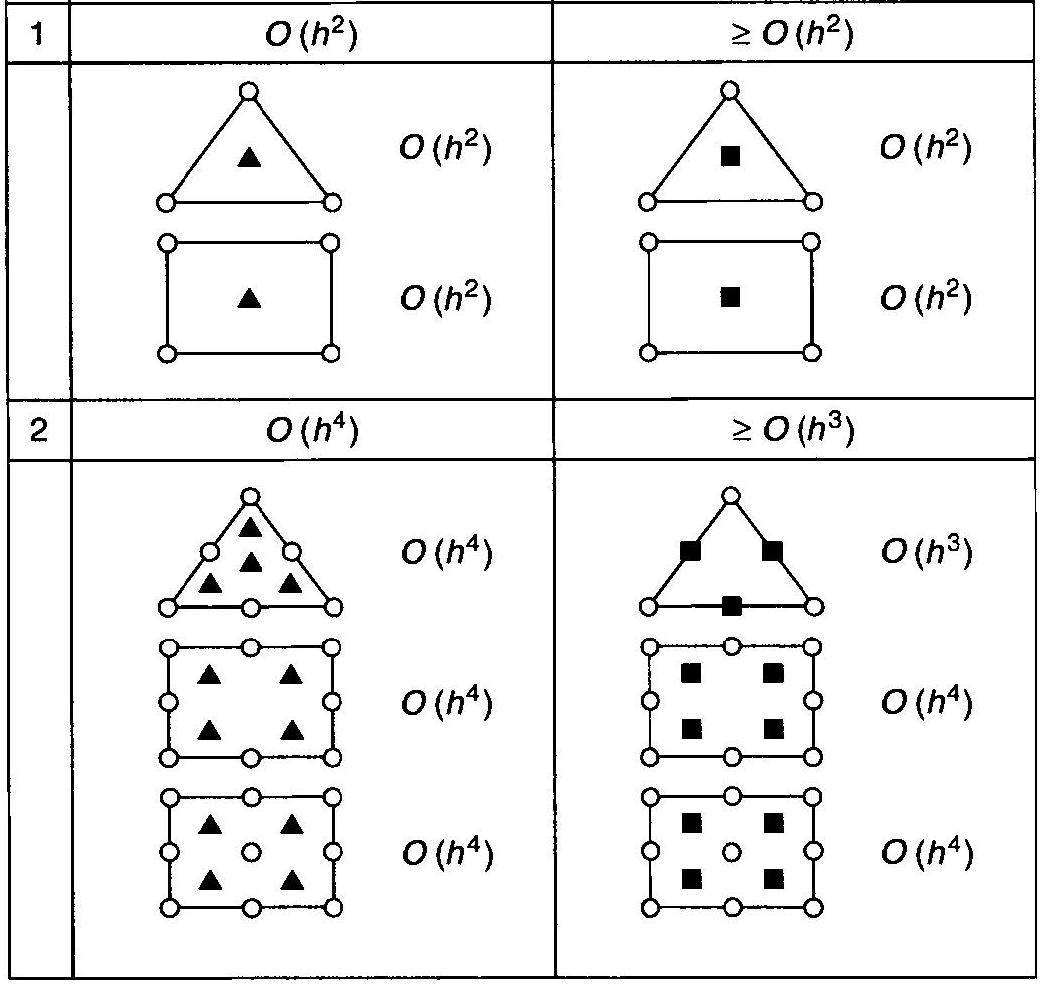 1 O (h²) ≥ O (h²)
O (h²) O (h²)
O (h²) O (h²)
2 O (h⁴) ≥ O (h³)
O (h⁴) O (h³)
O (h⁴) O (h⁴)
O (h⁴) O (h⁴)